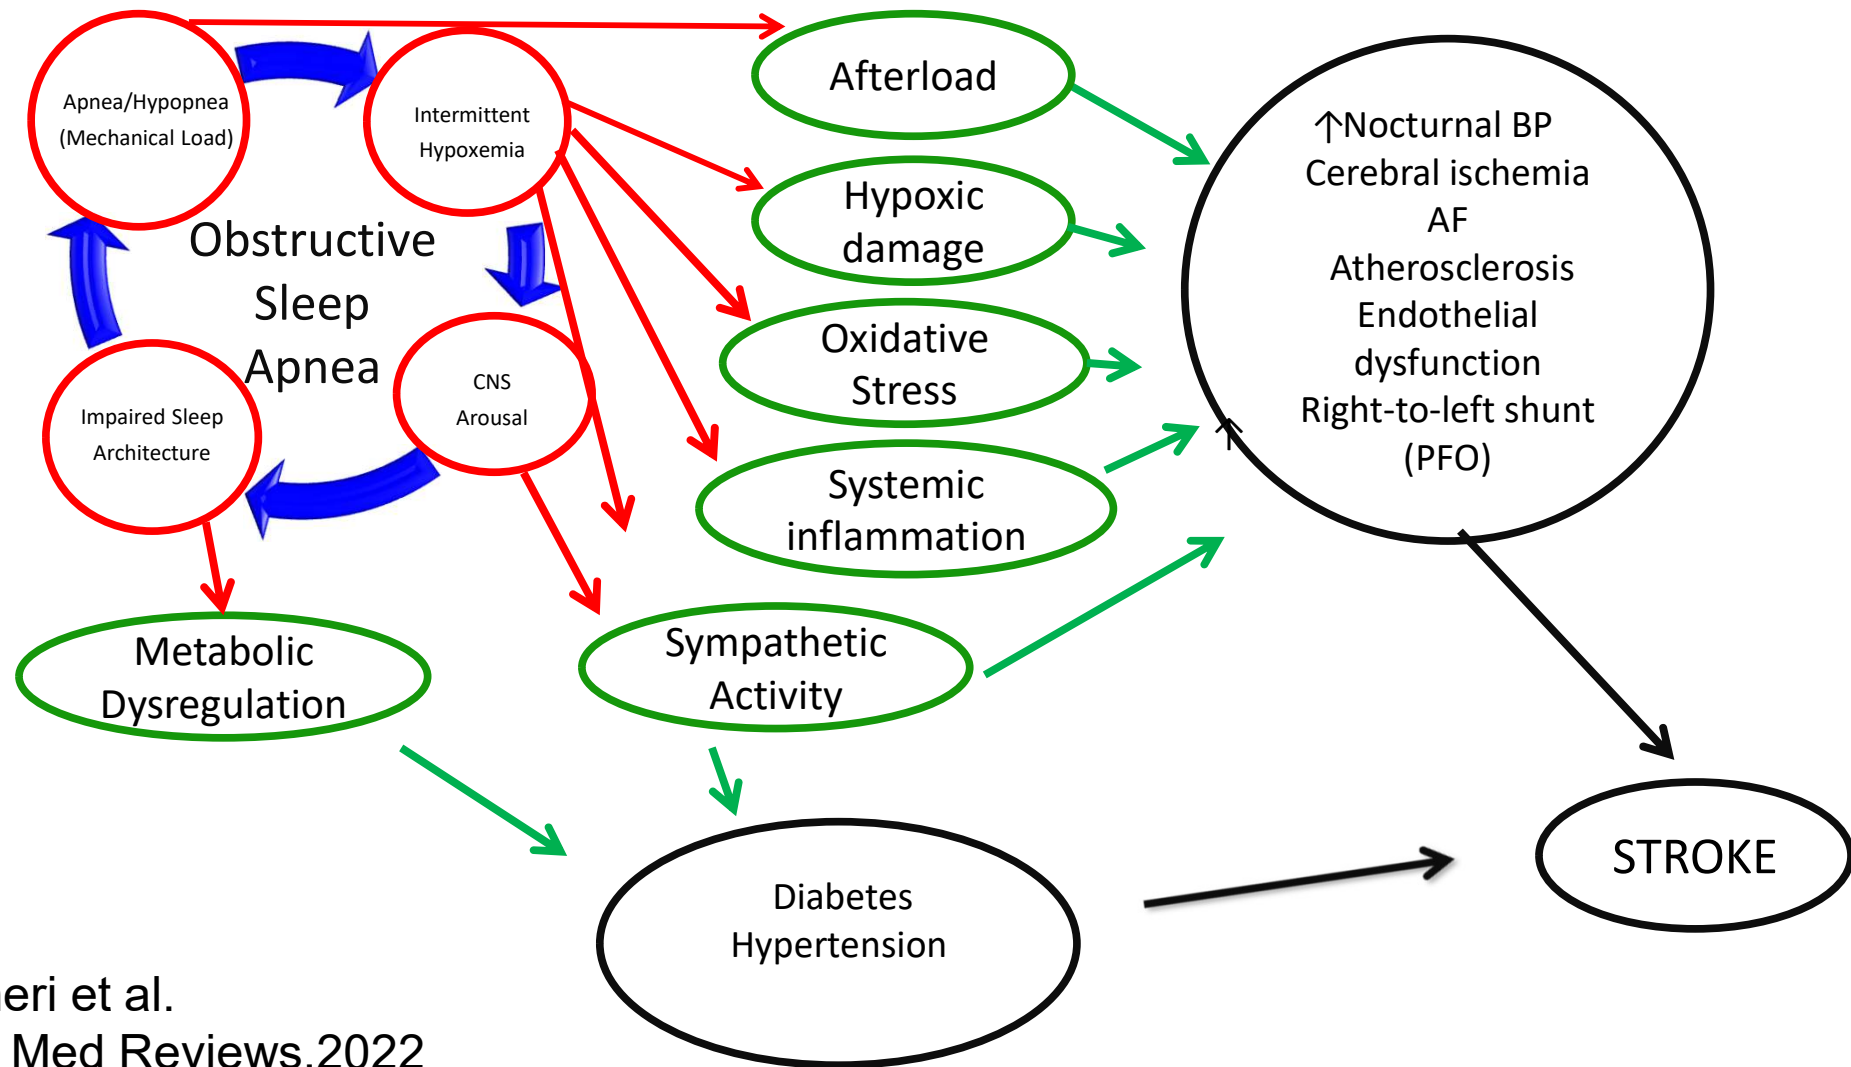 Apnea/Hypopnea
(Mechanical Load)
Intermittent
Hypoxemia
Obstructive
Sleep
Apnea
CNS
Arousal
Impaired Sleep
Architecture
Afterload
Hypoxic
damage
Oxidative
Stress
Systemic
inflammation
Sympathetic
Activity
Metabolic
Dysregulation
↑Nocturnal BP
Cerebral ischemia
AF
Atherosclerosis
Endothelial
dysfunction
Right-to-left shunt
(PFO)
↑
Diabetes
Hypertension
STROKE
et al.
Med Reviews.2022